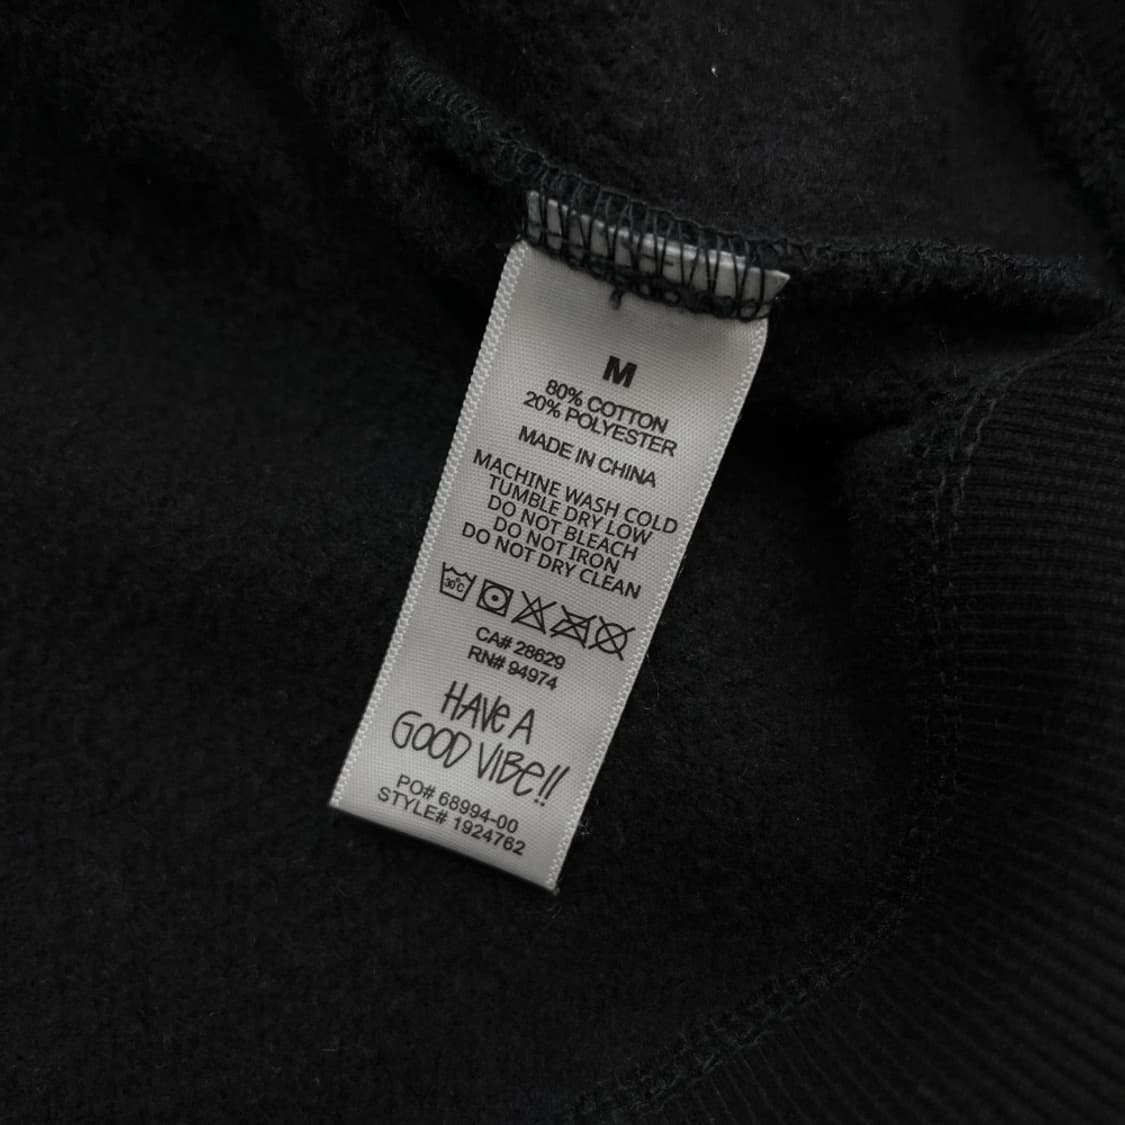 M
80% COTTON
20% POLYESTER
MADE IN CHINA
MACHINE WASH COLD
TUMBLE DRY LOW
DO NOT BLEACH
DO NOT IRON
DO NOT DRY CLEAN
30°C
CA# 28629
RN# 94974
HAVe A
GOOD VIBe!!
PO# 68994-00
STYLE# 1924762